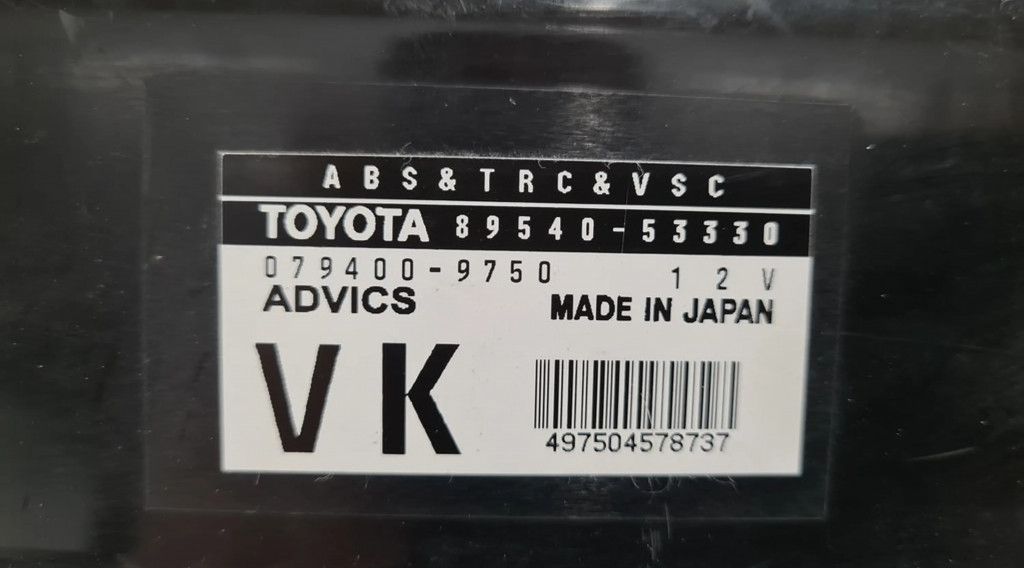 ABS&TRC&VSC
TOYOTA 89540-53330
079400-9750 12V
ADVICS MADE IN JAPAN
VK
497504578737